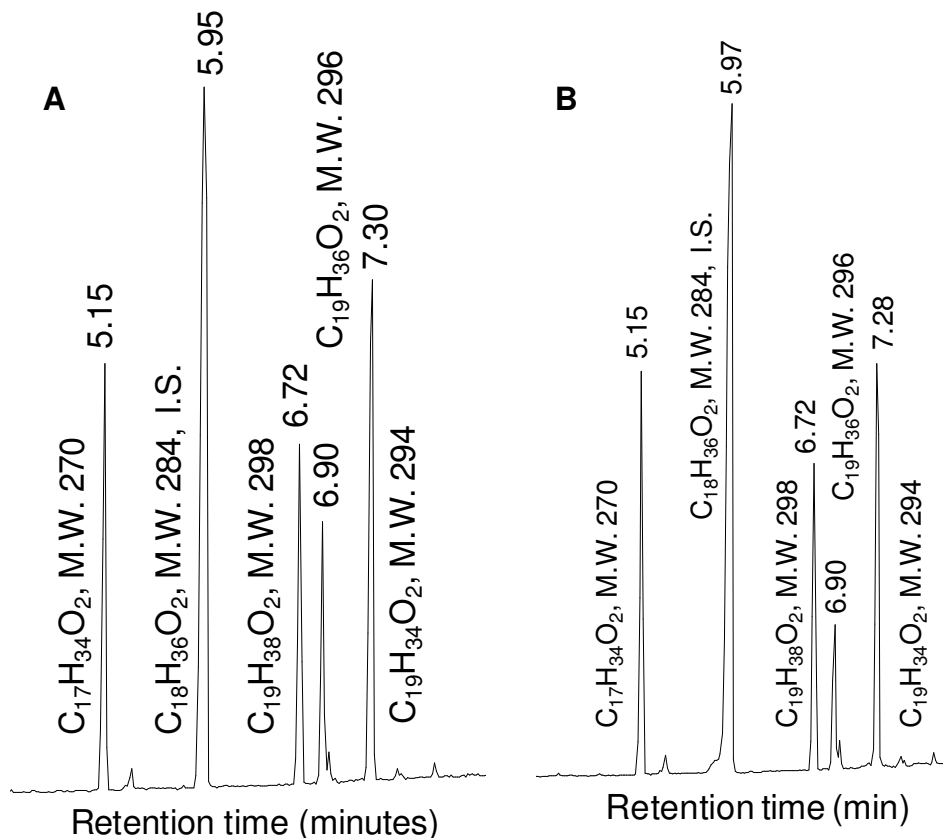 A
5.15
C₁₇H₃₄O₂, M.W. 270
5.95
C₁₈H₃₆O₂, M.W. 284, I.S.
6.72
C₁₉H₃₈O₂, M.W. 298
6.90
C₁₉H₃₆O₂, M.W. 296
7.30
C₁₉H₃₄O₂, M.W. 294
Retention time (minutes)
B
5.15
C₁₇H₃₄O₂, M.W. 270
5.97
C₁₈H₃₆O₂, M.W. 284, I.S.
6.72
C₁₉H₃₈O₂, M.W. 298
6.90
C₁₉H₃₆O₂, M.W. 296
7.28
C₁₉H₃₄O₂, M.W. 294
Retention time (min)